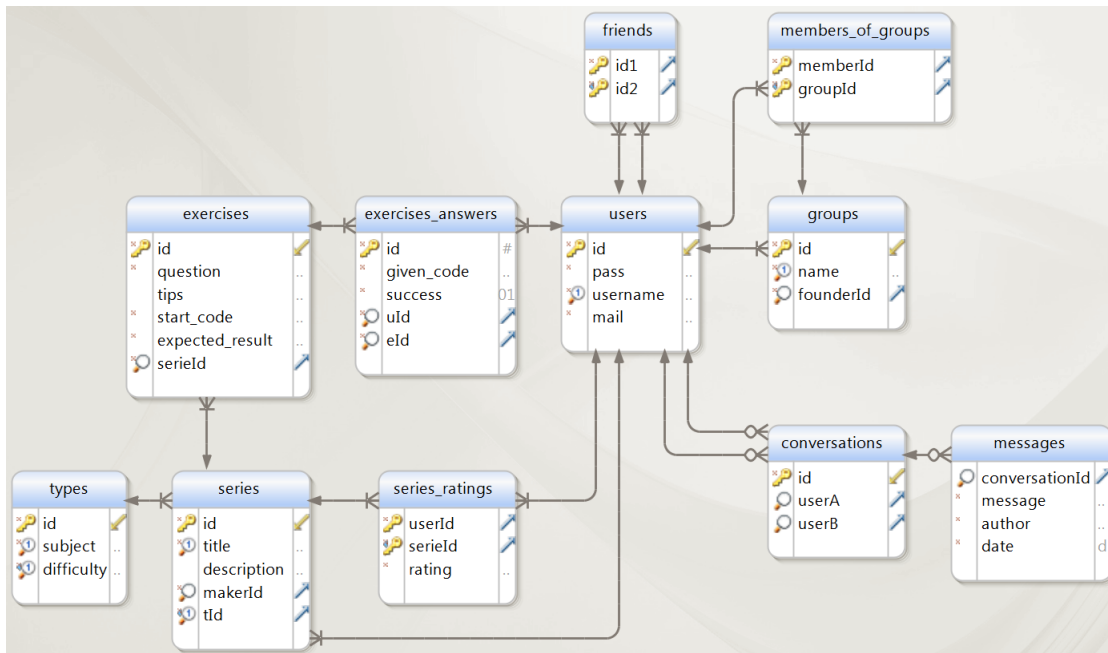 friends
id1
id2
members_of_groups
memberId
groupId
exercises
id
question
tips
start_code
expected_result
serieId
exercises_answers
id #
given_code ..
success 01
uId
eId
users
id
pass ..
username ..
mail ..
groups
id
name ..
founderId
types
id
subject ..
difficulty ..
series
id
title ..
description ..
makerId
tId
series_ratings
userId
serieId
rating ..
conversations
id
userA
userB
messages
conversationId
message ..
author ..
date d